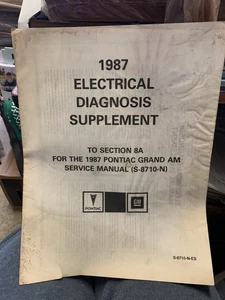 1987
ELECTRICAL
DIAGNOSIS
SUPPLEMENT
TO SECTION 8A
FOR THE 1987 PONTIAC GRAND AM
SERVICE MANUAL (S-8710-N)
PONTIAC
GM
S-8710-N-ES